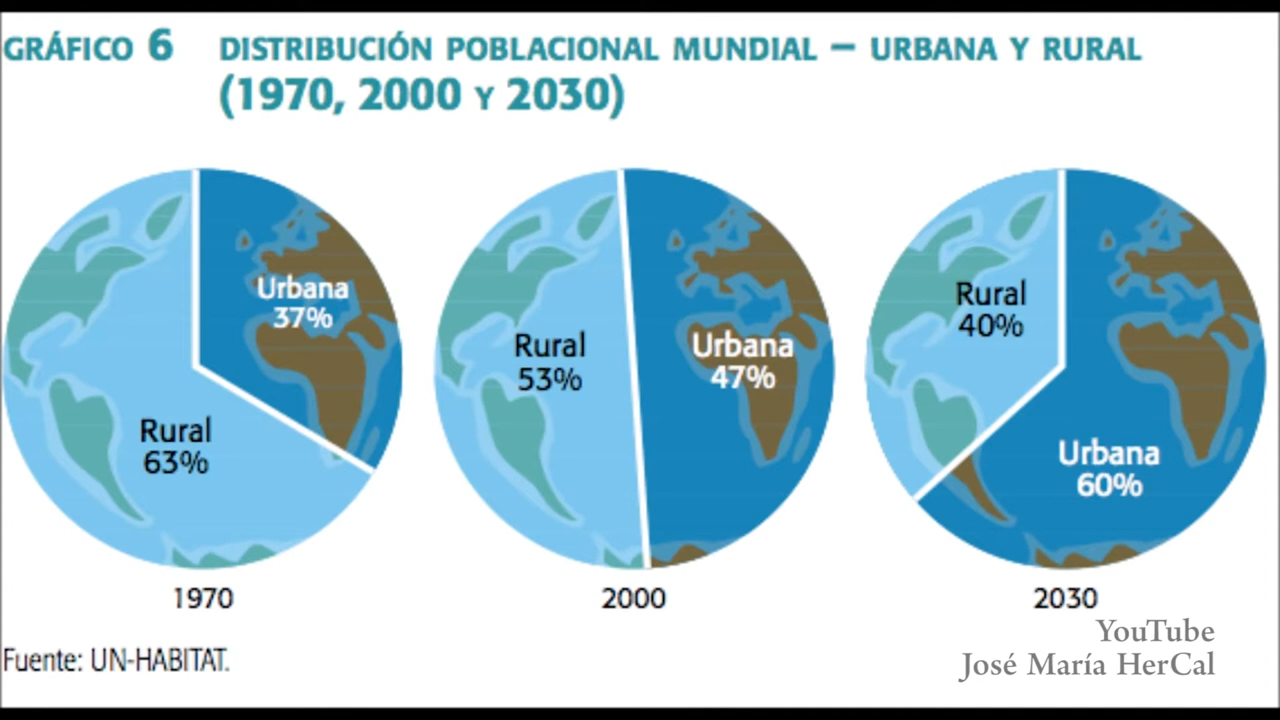 GRÁFICO 6 DISTRIBUCIÓN POBLACIONAL MUNDIAL – URBANA Y RURAL
(1970, 2000 Y 2030)
Urbana
37%
Rural
63%
1970
Rural
53%
Urbana
47%
2000
Rural
40%
Urbana
60%
2030
Fuente: UN-HABITAT.
YouTube
José María HerCal